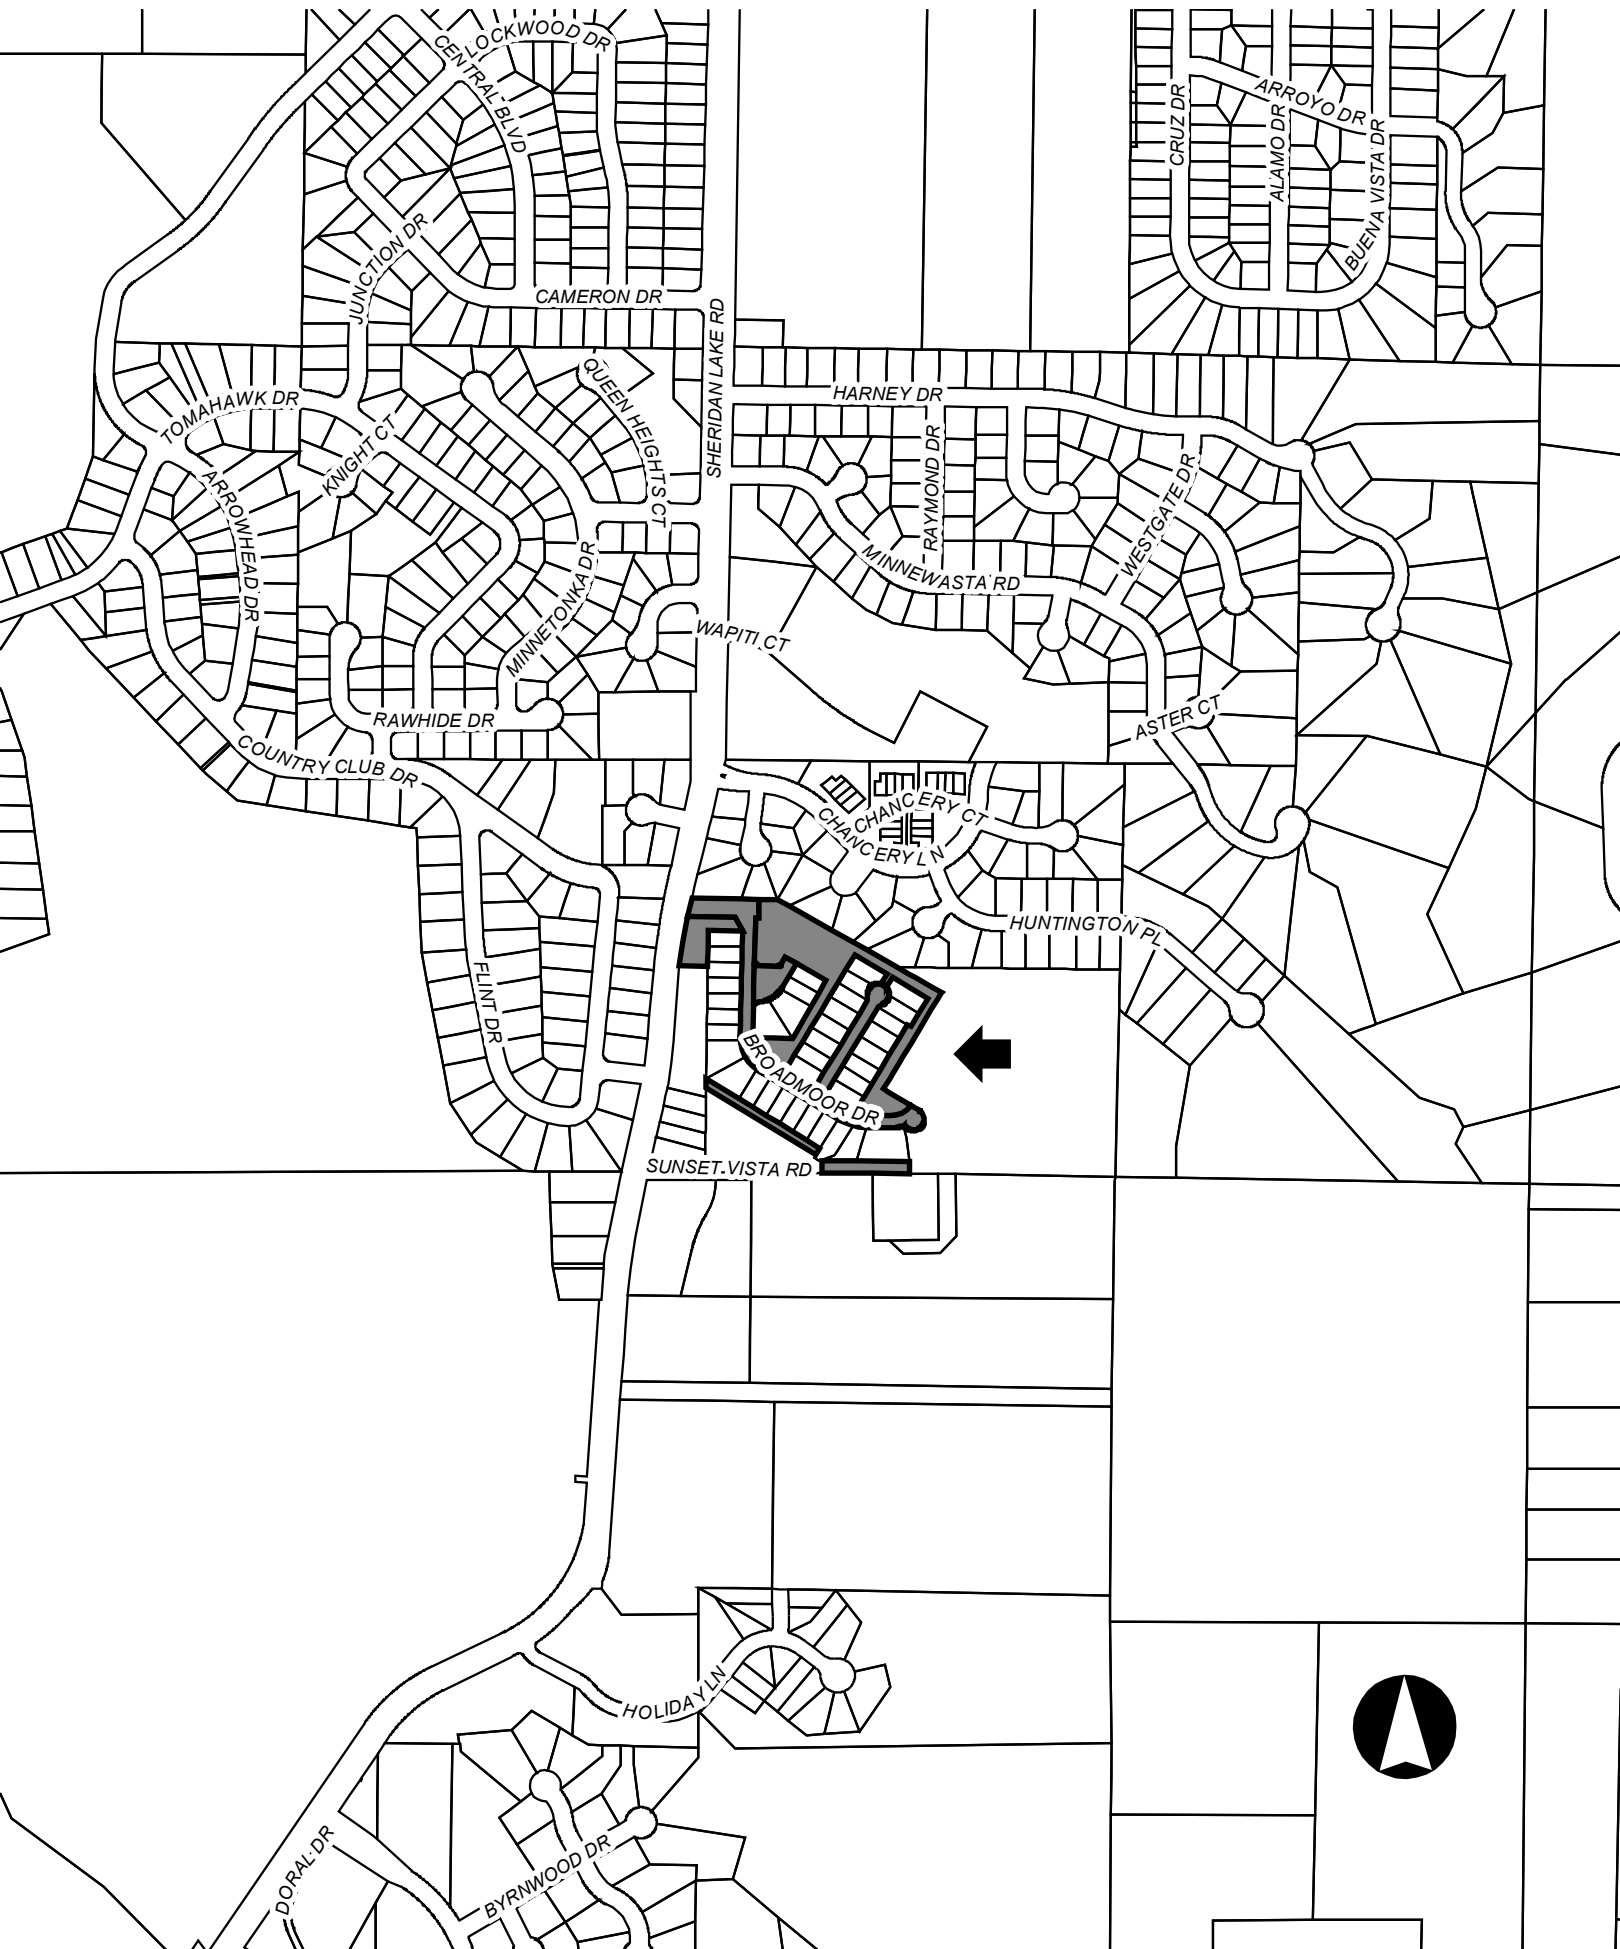 LOCKWOOD DR
CENTRAL BLVD
ARROYO DR
CRUZ DR
ALAMO DR
BUENA VISTA DR
JUNCTION DR
CAMERON DR
SHERIDAN LAKE RD
QUEEN HEIGHTS CT
HARNEY DR
TOMAHAWK DR
KNIGHT CT
RAYMOND DR
WESTGATE DR
ARROWHEAD DR
MINNEWASTA RD
MINNETONKA DR
WAPITI CT
ASTER CT
RAWHIDE DR
COUNTRY CLUB DR
CHANCERY CT
CHANCERY LN
HUNTINGTON PL
FLINT DR
BROADMOOR DR
SUNSET VISTA RD
HOLIDAY LN
DORAL DR
BYRNWOOD DR